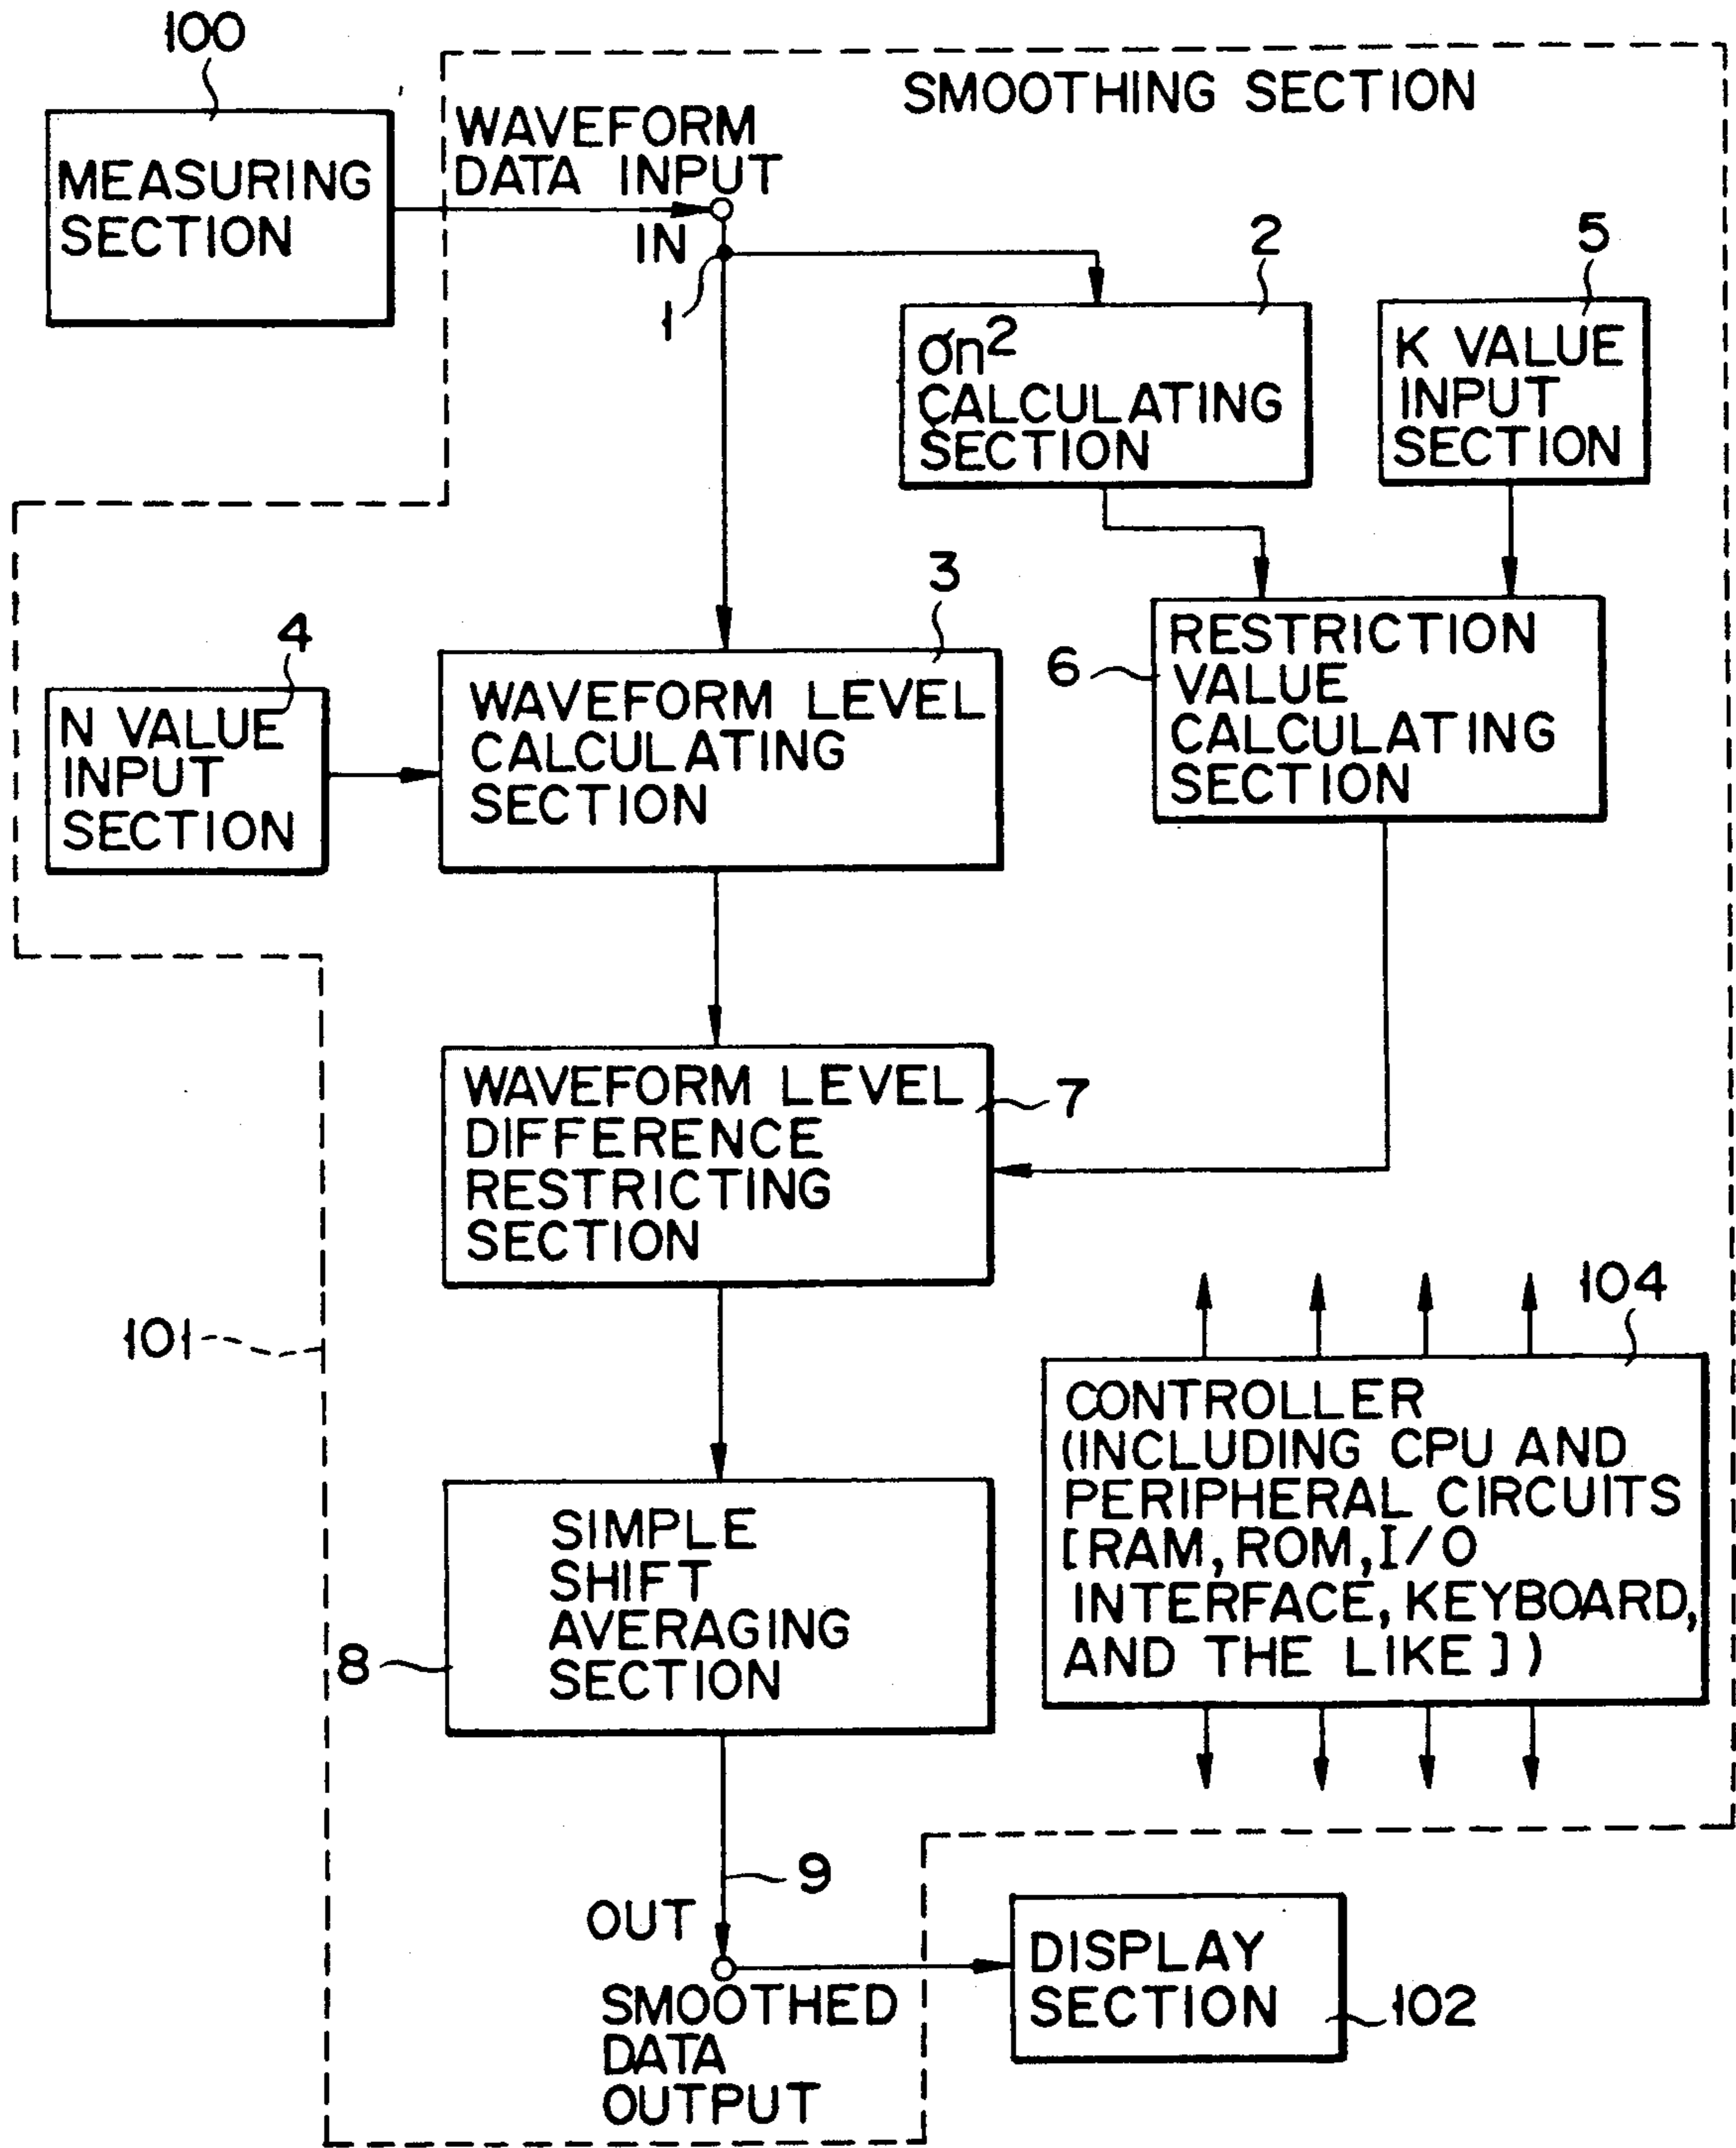 100
SMOOTHING SECTION
MEASURING
SECTION
WAVEFORM
DATA INPUT
IN
1
2
σn²
CALCULATING
SECTION
5
K VALUE
INPUT
SECTION
4
N VALUE
INPUT
SECTION
3
WAVEFORM LEVEL
CALCULATING
SECTION
6
RESTRICTION
VALUE
CALCULATING
SECTION
WAVEFORM LEVEL
DIFFERENCE
RESTRICTING
SECTION
7
101
104
CONTROLLER
(INCLUDING CPU AND
PERIPHERAL CIRCUITS
[RAM, ROM, I/O
INTERFACE, KEYBOARD,
AND THE LIKE])
8
SIMPLE
SHIFT
AVERAGING
SECTION
9
OUT
SMOOTHED
DATA
OUTPUT
DISPLAY
SECTION
102